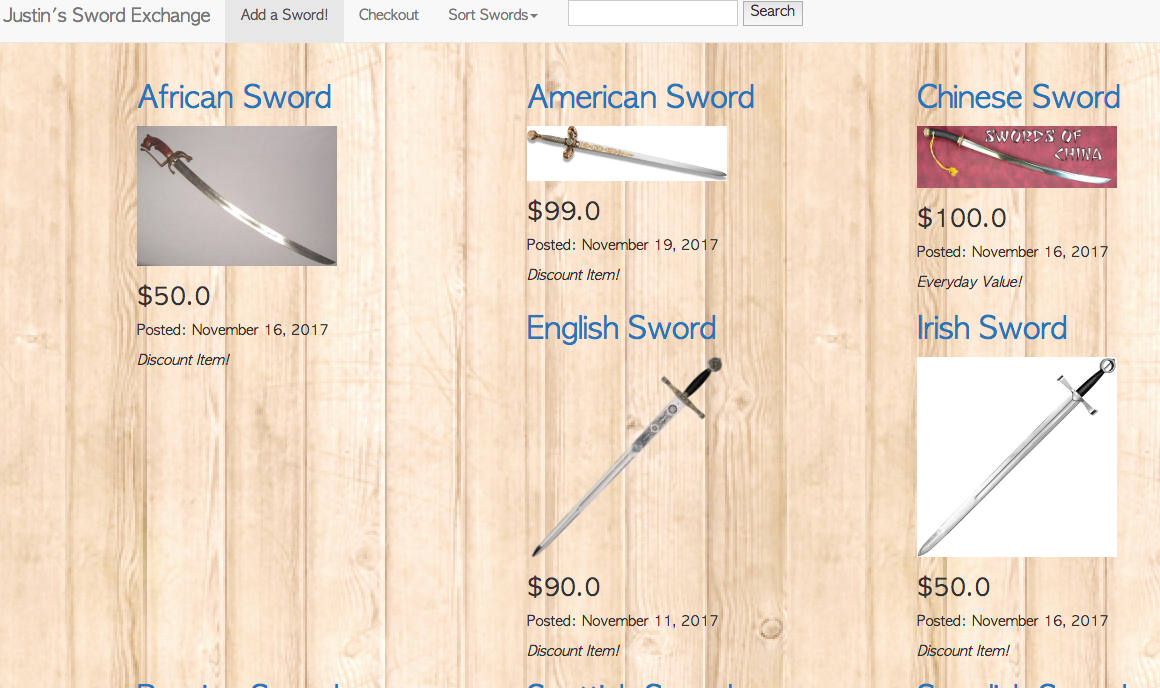 Justin's Sword Exchange
Add a Sword!
Checkout
Sort Swords
Search
African Sword
$50.0
Posted: November 16, 2017
Discount Item!
American Sword
$99.0
Posted: November 19, 2017
Discount Item!
Chinese Sword
SWORDS OF
CHINA
$100.0
Posted: November 16, 2017
Everyday Value!
English Sword
$90.0
Posted: November 11, 2017
Discount Item!
Irish Sword
$50.0
Posted: November 16, 2017
Discount Item!